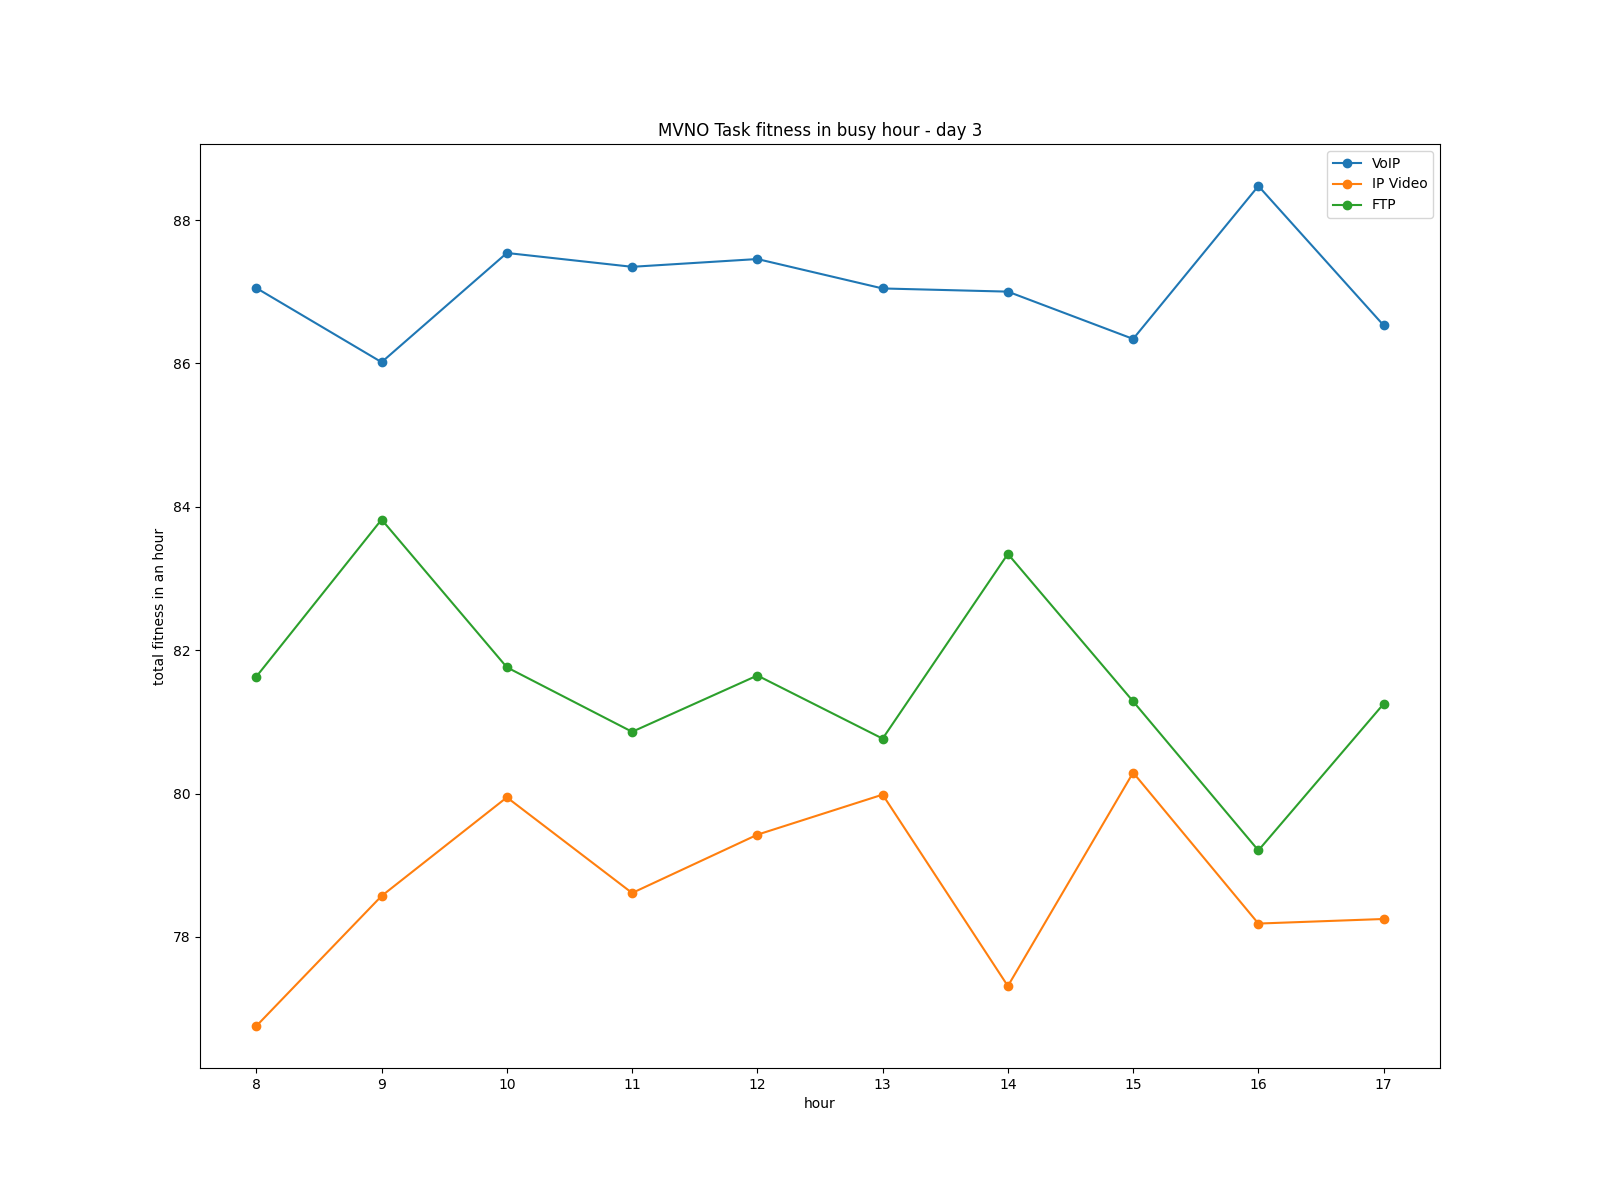 MVNO Task fitness in busy hour - day 3
VoIP
IP Video
FTP
88
86
84
82
80
78
total fitness in an hour
8 9 10 11 12 13 14 15 16 17
hour